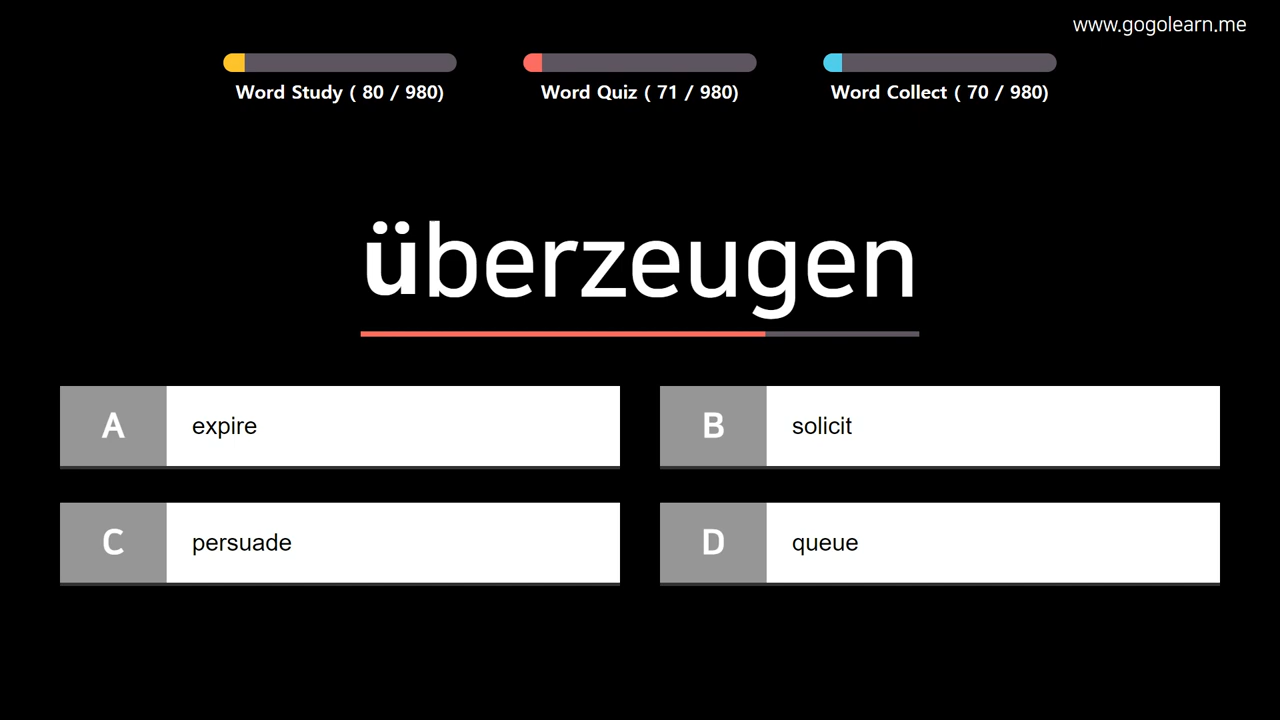 www.gogolearn.me
Word Study ( 80 / 980)
Word Quiz ( 71 / 980)
Word Collect ( 70 / 980)
überzeugen
A expire
B solicit
C persuade
D queue